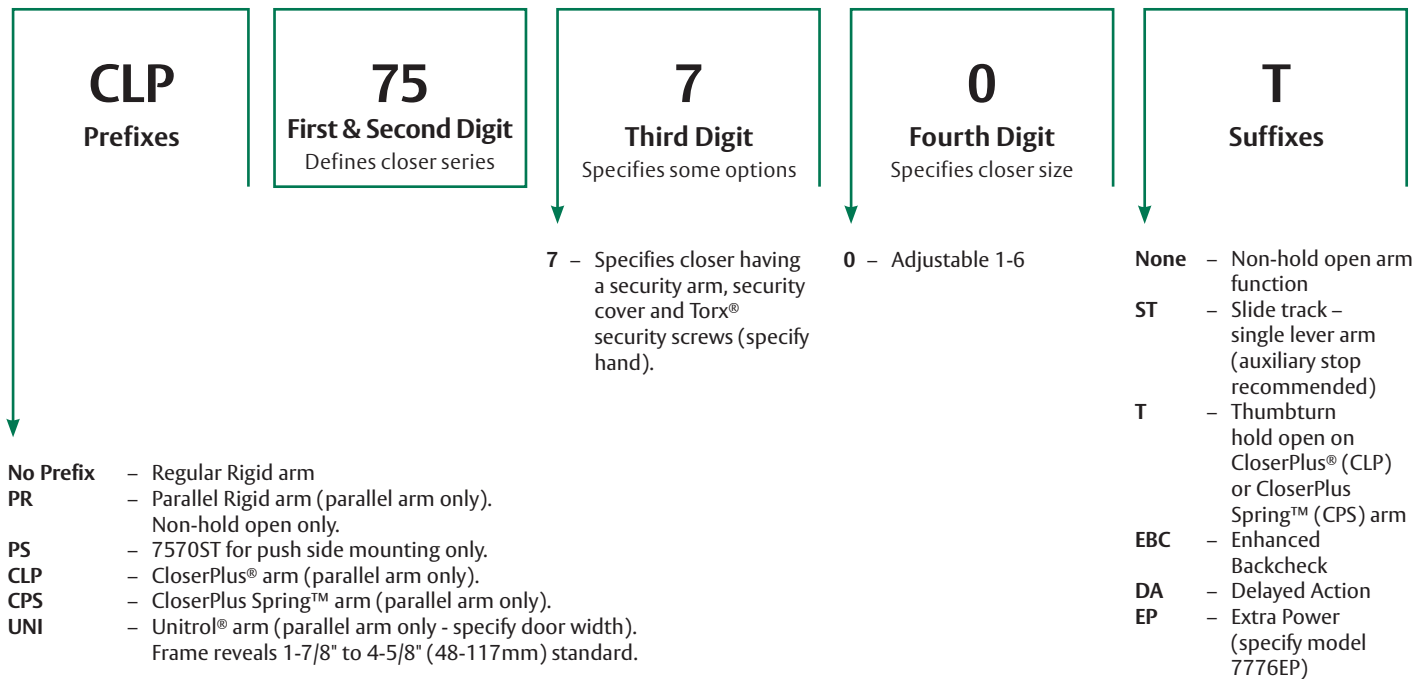 CLP
Prefixes
75
First & Second Digit
Defines closer series
7
Third Digit
Specifies some options
0
Fourth Digit
Specifies closer size
T
Suffixes
7 – Specifies closer having
a security arm, security
cover and Torx®
security screws (specify
hand).
0 – Adjustable 1-6
None – Non-hold open arm
function
ST – Slide track –
single lever arm
(auxiliary stop
recommended)
T – Thumbturn
hold open on
CloserPlus® (CLP)
or CloserPlus
Spring™ (CPS) arm
EBC – Enhanced
Backcheck
DA – Delayed Action
EP – Extra Power
(specify model
7776EP)
No Prefix – Regular Rigid arm
PR – Parallel Rigid arm (parallel arm only).
Non-hold open only.
PS – 7570ST for push side mounting only.
CLP – CloserPlus® arm (parallel arm only).
CPS – CloserPlus Spring™ arm (parallel arm only).
UNI – Unitrol® arm (parallel arm only - specify door width).
Frame reveals 1-7/8" to 4-5/8" (48-117mm) standard.